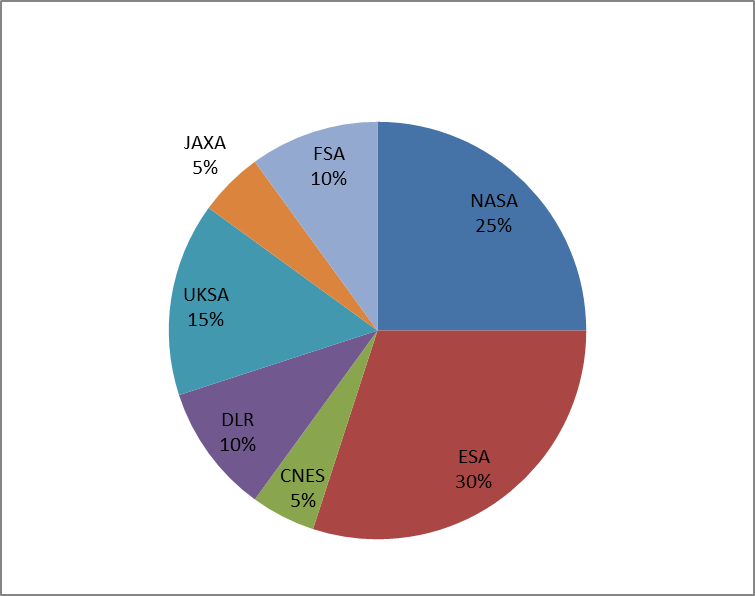 JAXA
5%
FSA
10%
NASA
25%
UKSA
15%
DLR
10%
CNES
5%
ESA
30%